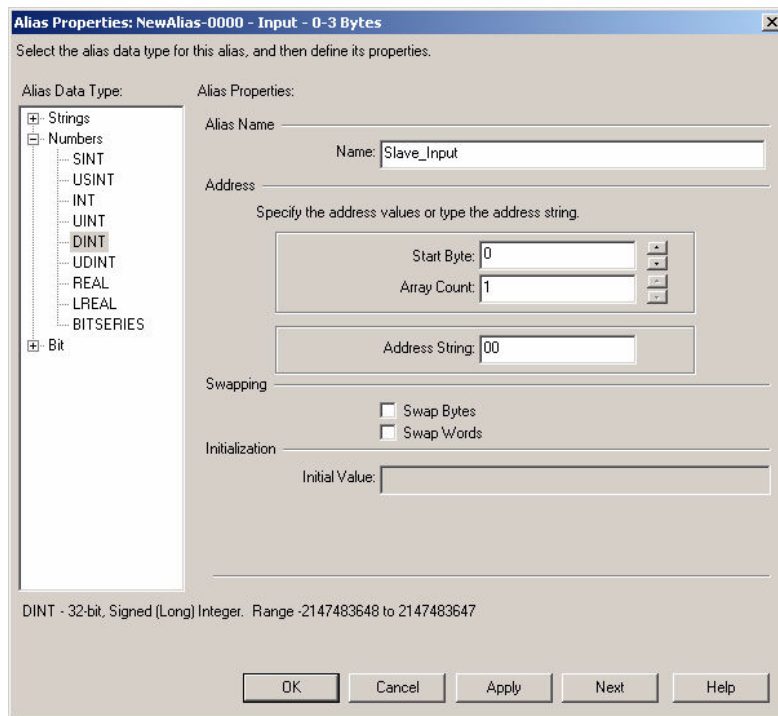 Alias Properties: NewAlias-0000 - Input - 0-3 Bytes
Select the alias data type for this alias, and then define its properties.
Alias Data Type:
Alias Properties:
Strings
Numbers
SINT
USINT
INT
UINT
DINT
UDINT
REAL
LREAL
BITSERIES
Bit
Alias Name
Name: Slave_Input
Address
Specify the address values or type the address string.
Start Byte: 0
Array Count: 1
Address String: 00
Swapping
Swap Bytes
Swap Words
Initialization
Initial Value:
DINT - 32-bit, Signed (Long) Integer.  Range -2147483648 to 2147483647
OK Cancel Apply Next Help